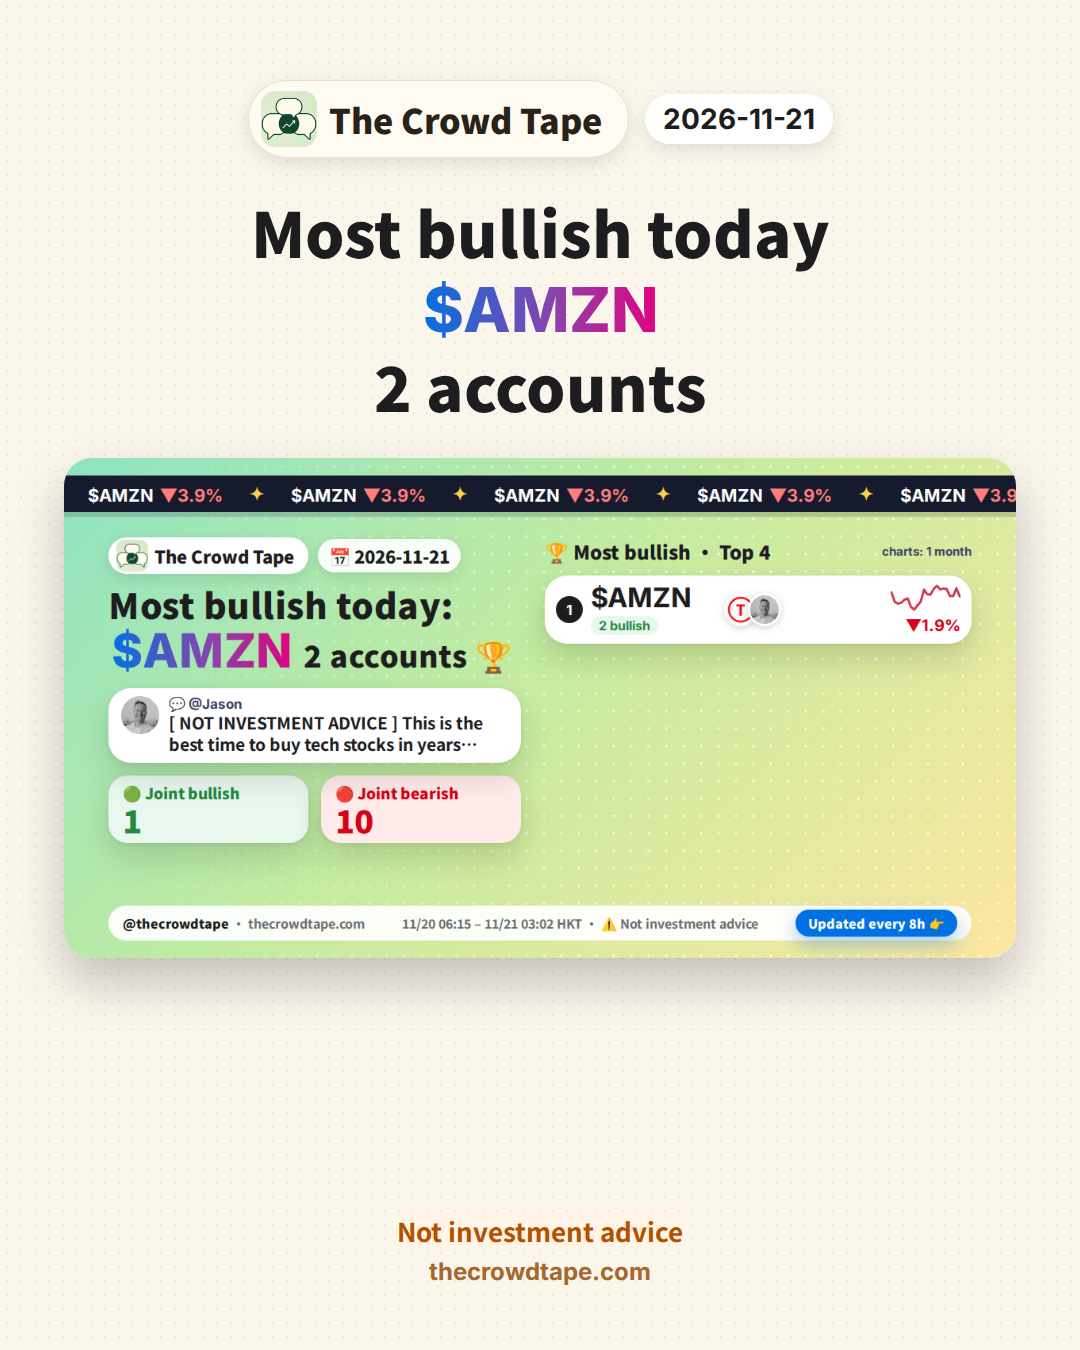 The Crowd Tape
2026-11-21
Most bullish today
$AMZN
2 accounts
$AMZN ▼3.9% ✦ $AMZN ▼3.9% ✦ $AMZN ▼3.9% ✦ $AMZN ▼3.9% ✦ $AMZN ▼3.9
The Crowd Tape
📅 2026-11-21
Most bullish today:
$AMZN 2 accounts 🏆
💬 @Jason
[ NOT INVESTMENT ADVICE ] This is the
best time to buy tech stocks in years⋯
🟢 Joint bullish
1
🔴 Joint bearish
10
🏆 Most bullish • Top 4
charts: 1 month
1
$AMZN
2 bullish
T
▼1.9%
@thecrowdtape • thecrowdtape.com
11/20 06:15 – 11/21 03:02 HKT • ⚠️ Not investment advice
Updated every 8h 👉
Not investment advice
thecrowdtape.com